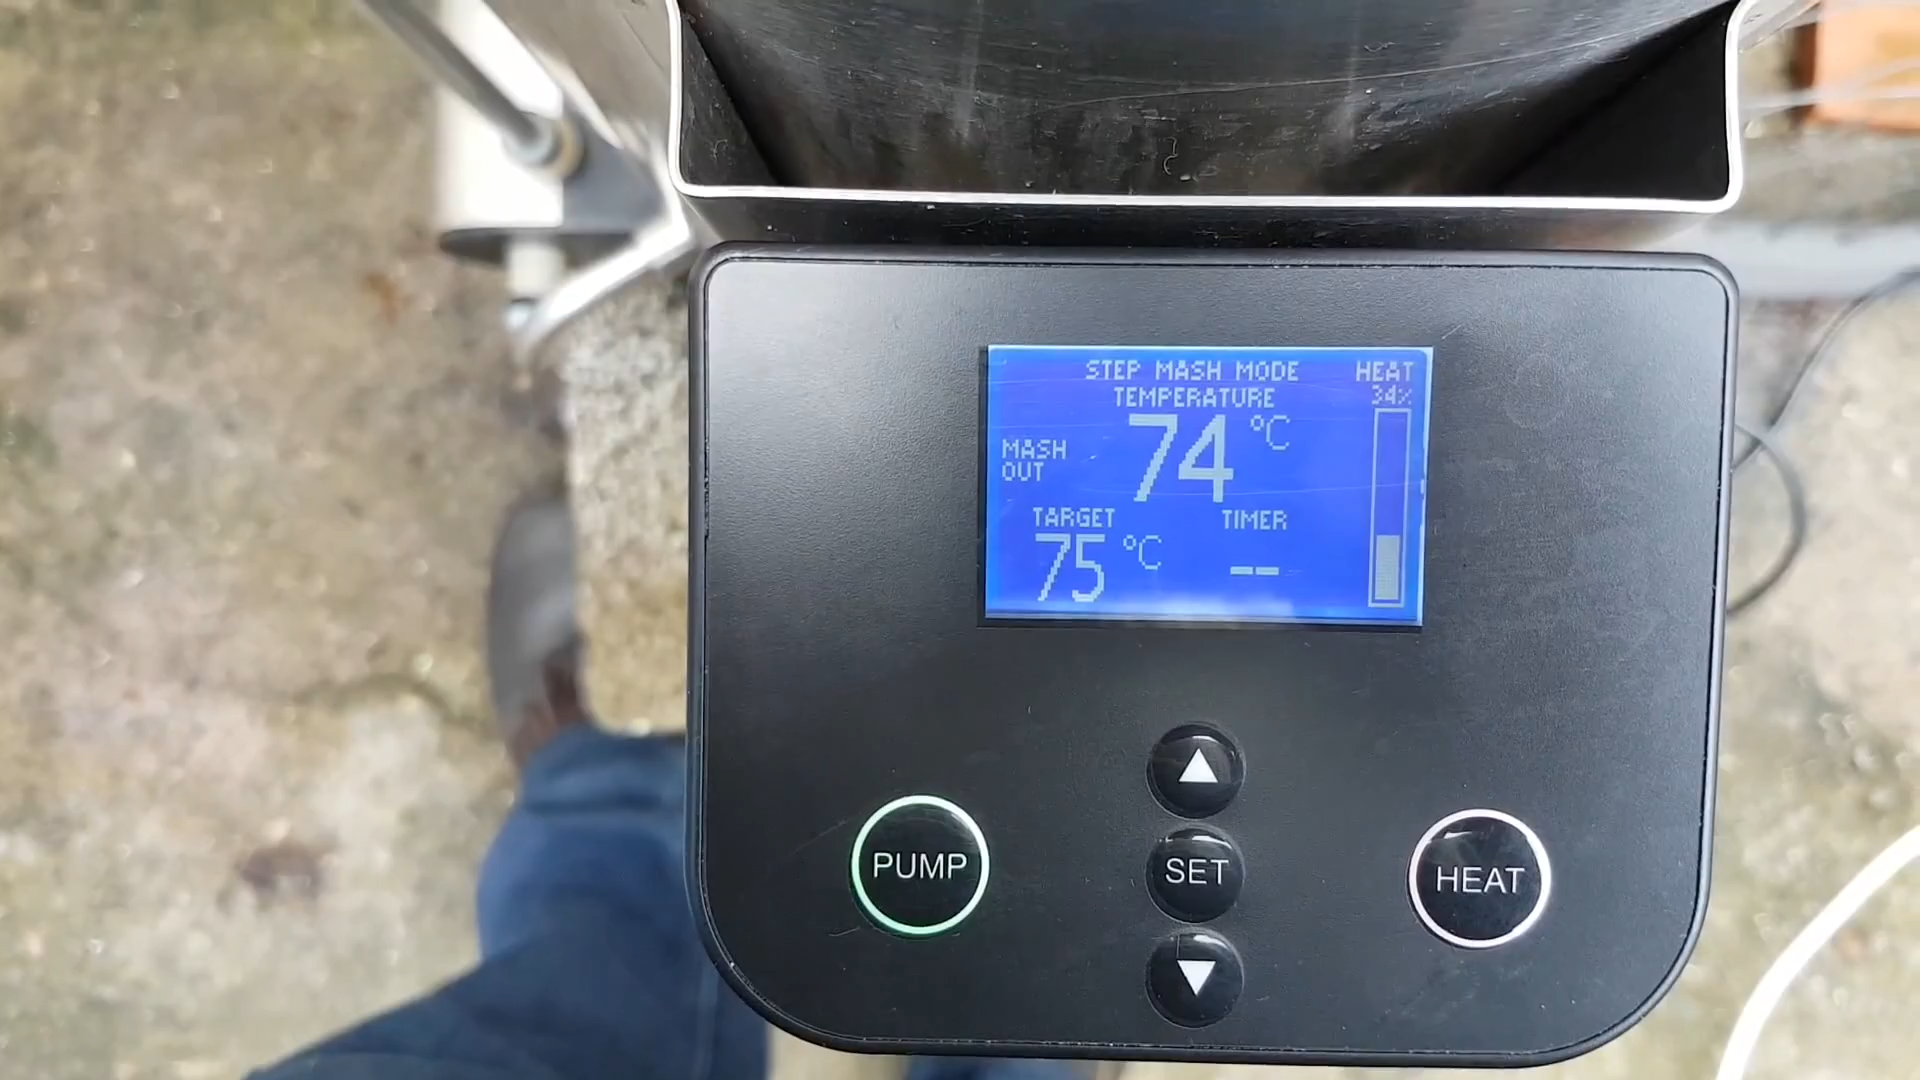 STEP MASH MODE
HEAT
TEMPERATURE
34%
74 °C
MASH
OUT
TARGET
TIMER
75 °C
--
PUMP
SET
HEAT